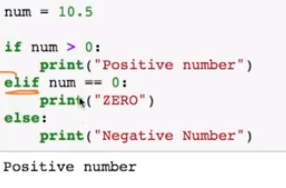 num = 10.5
if num > 0:
    print("Positive number")
elif num == 0:
    print("ZERO")
else:
    print("Negative Number")
Positive number